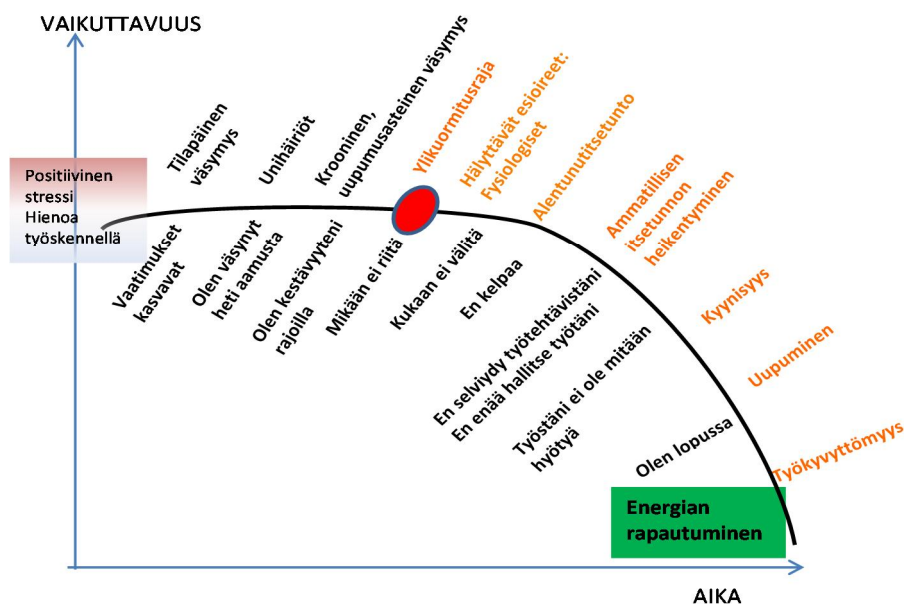 VAIKUTTAVUUS
Positiivinen
stressi
Hienoa
työskennellä
Tilapäinen
väsymys
Unihäiriöt
Krooninen,
uupumusasteinen väsymys
Ylikuormitusraja
Hälyttävät esioireet:
Fysiologiset
Alentunutitsetunto
Ammatillisen
itsetunnon
heikentyminen
Kyynisyys
Uupuminen
Työkyvyttömyys
Vaatimukset
kasvavat
Olen väsynyt
heti aamusta
Olen kestävyyteni
rajoilla
Mikään ei riitä
Kukaan ei välitä
En kelpaa
En selviydy työtehtävistäni
En enää hallitse työtäni
Työstäni ei ole mitään
hyötyä
Olen lopussa
Energian
rapautuminen
AIKA